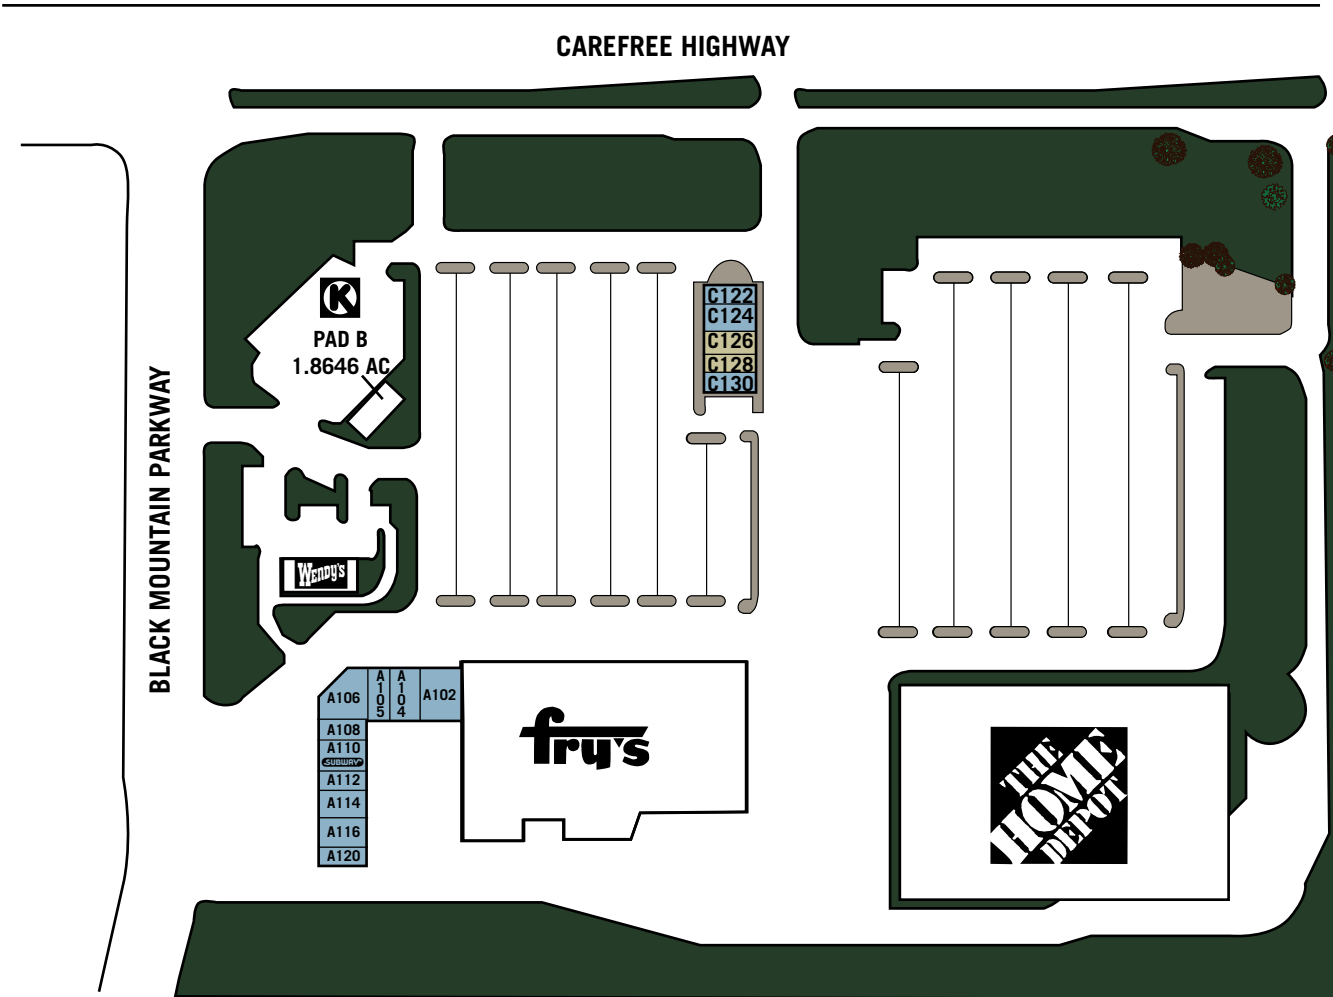 CAREFREE HIGHWAY
K
PAD B
1.8646 AC
C122
C124
C126
C128
C130
BLACK MOUNTAIN PARKWAY
WENDY'S
A106
A105
A104
A102
A108
A110
SUBWAY
A112
A114
A116
A120
fry's
THE
HOME
DEPOT